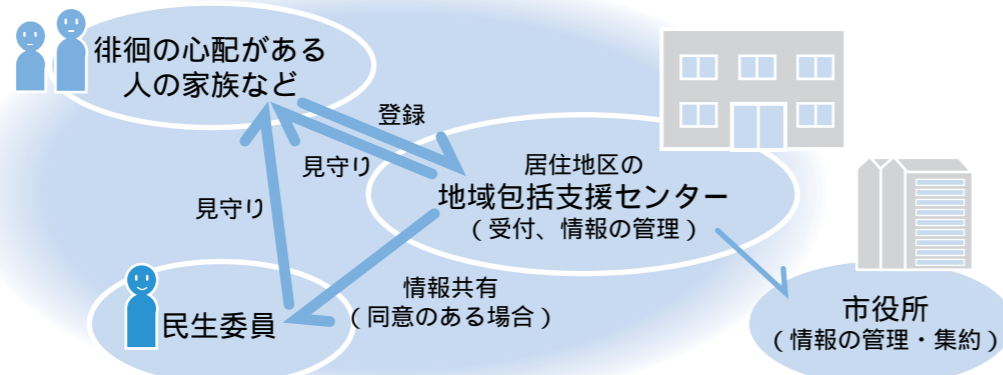 徘徊の心配がある
人の家族など
登録
見守り
見守り
居住地区の
地域包括支援センター
（受付、情報の管理）
情報共有
（同意のある場合）
民生委員
市役所
（情報の管理・集約）